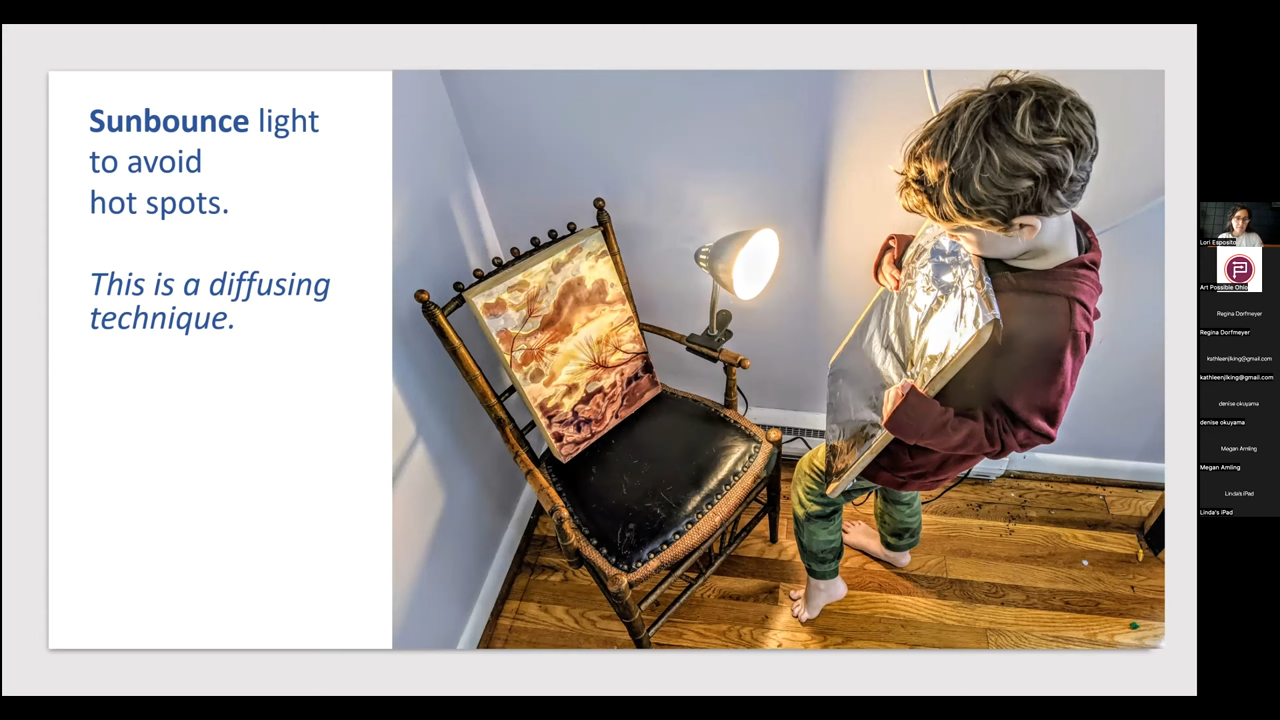 Sunbounce light
to avoid
hot spots.
This is a diffusing
technique.
Lori Esposito
Art Possible Ohio
Regina Dorfmeyer
Regina Dorfmeyer
kathleenjlking@gmail.com
kathleenjlking@gmail.com
denise okuyama
denise okuyama
Megan Amling
Megan Amling
Linda's iPad
Linda's iPad